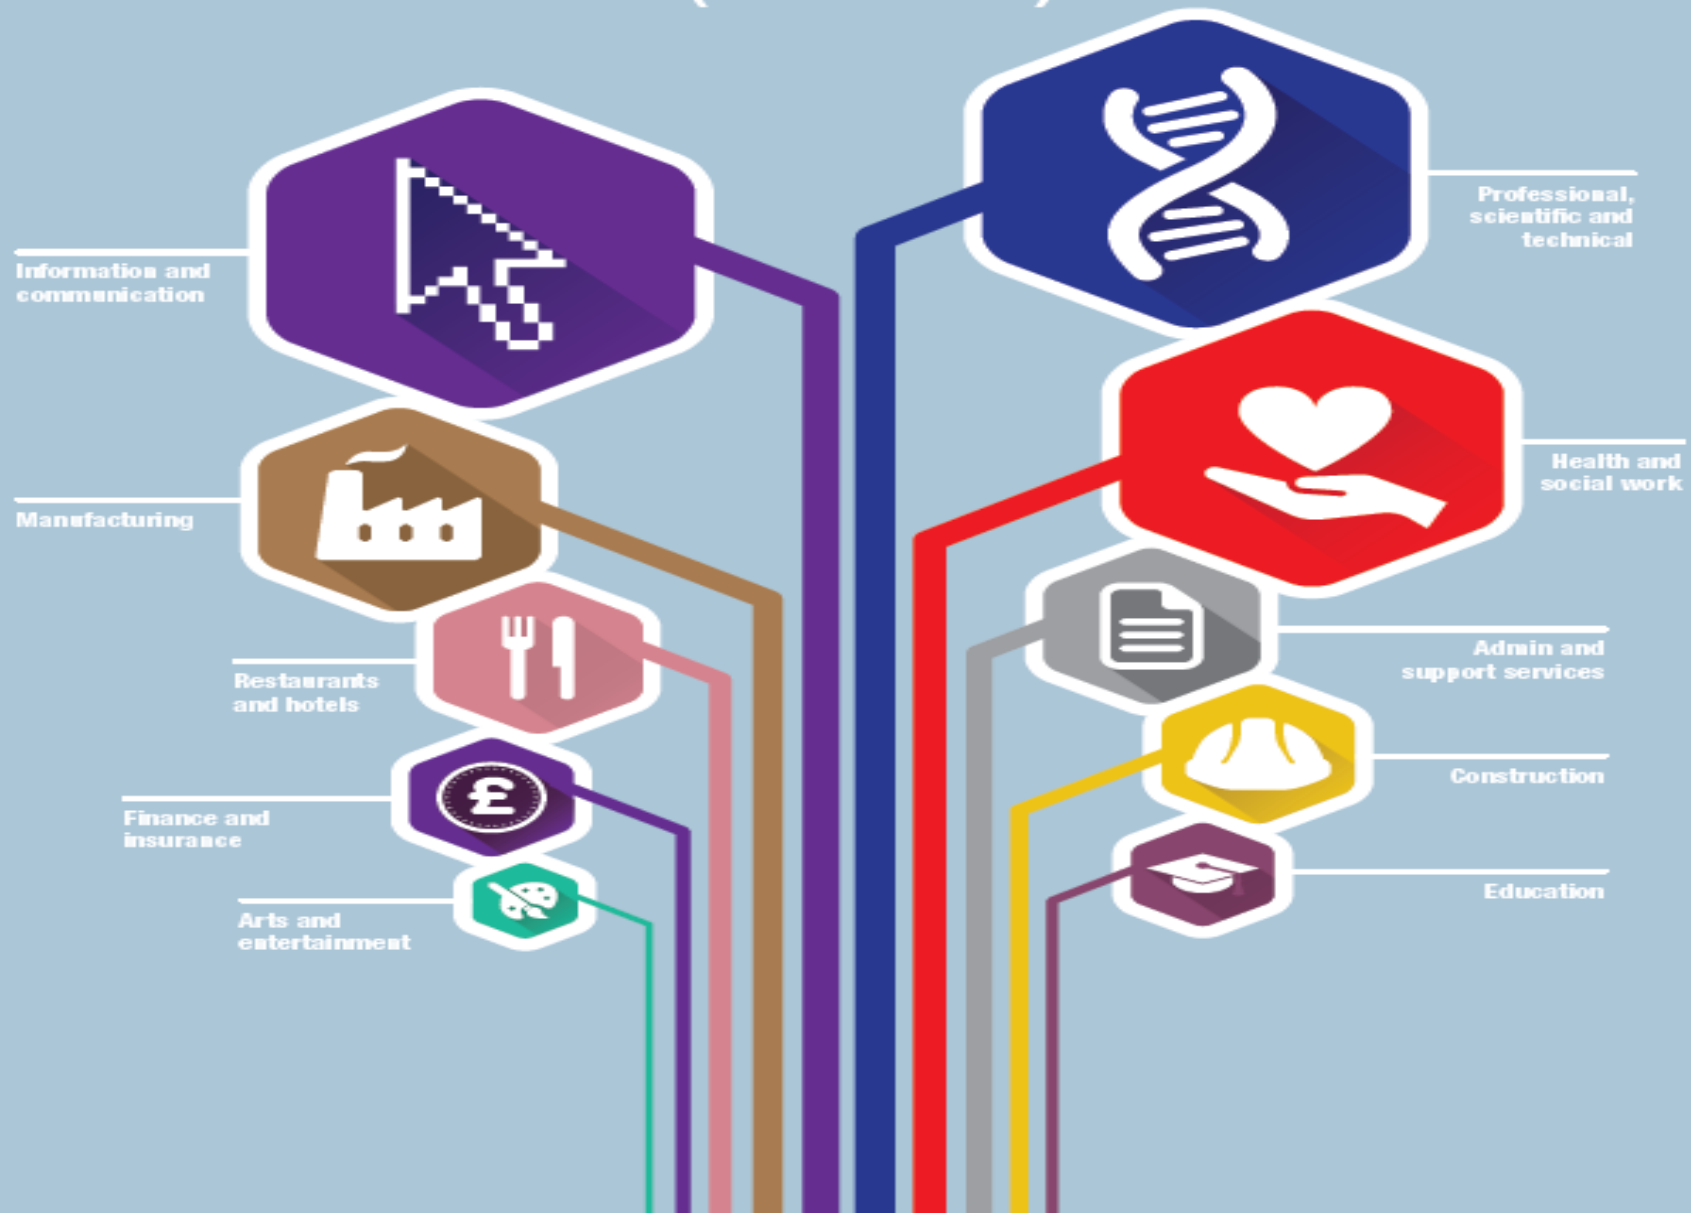 Professional,
scientific and
technical
Information and
communication
Health and
social work
Manufacturing
Admin and
support services
Restaurants
and hotels
Construction
£
Finance and
insurance
Education
Arts and
entertainment